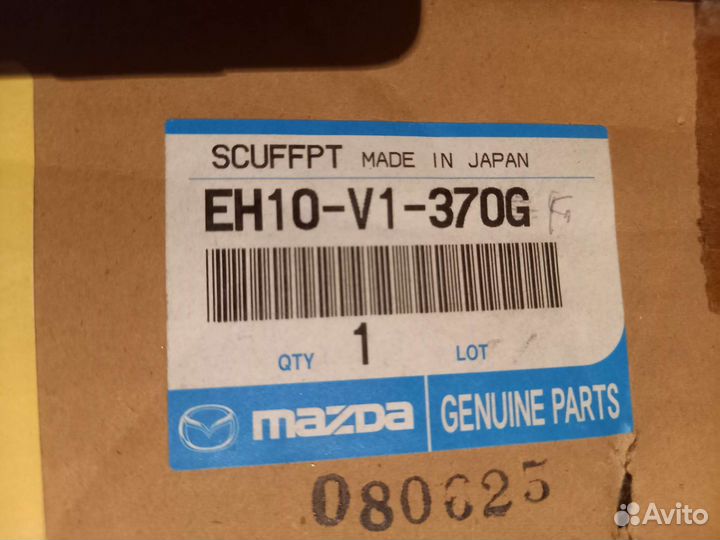 SCUFFPT MADE IN JAPAN
EH10-V1-370G
QTY 1 LOT
mazda GENUINE PARTS
080625
Avito